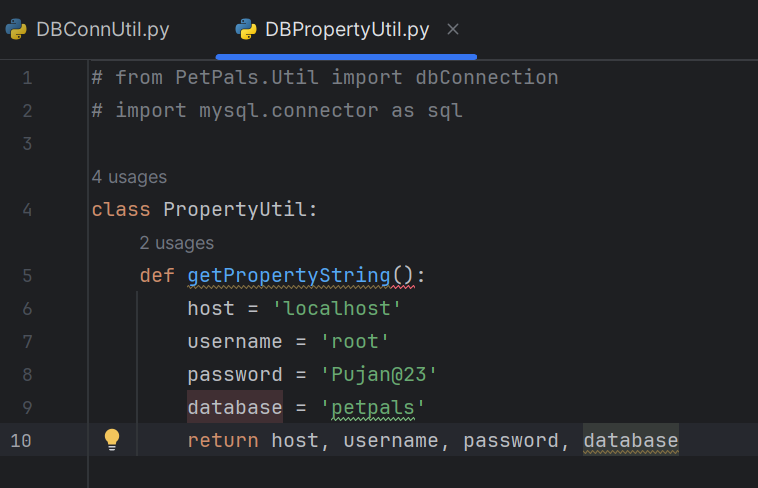 DBConnUtil.py DBPropertyUtil.py
1 # from PetPals.Util import dbConnection
2 # import mysql.connector as sql
3
4 usages
4 class PropertyUtil:
2 usages
5 def getPropertyString():
6 host = 'localhost'
7 username = 'root'
8 password = 'Pujan@23'
9 database = 'petpals'
10 return host, username, password, database